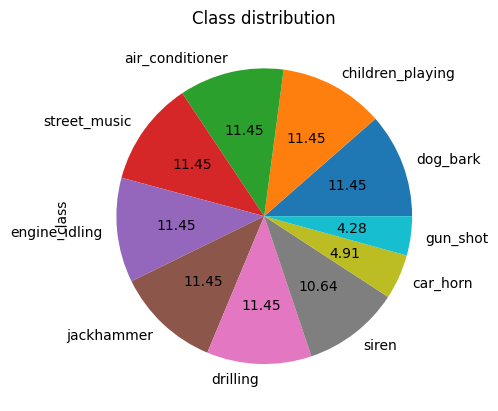 Class distribution
air_conditioner
children_playing
street_music
11.45
11.45
11.45
dog_bark
11.45
class
engine_idling
11.45
4.28
gun_shot
4.91
car_horn
11.45
10.64
11.45
jackhammer
siren
drilling